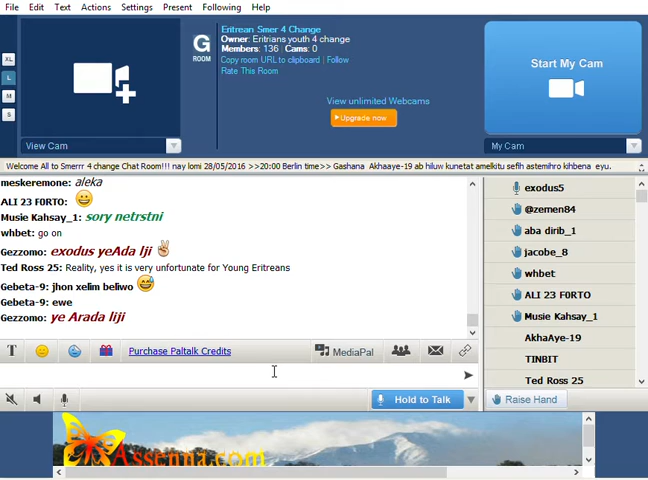 File Edit Text Actions Settings Present Following Help
XL
L
M
S
View Cam
G
ROOM
Eritrean Smer 4 Change
Owner: Eritrians youth 4 change
Members: 136 | Cams: 0
Copy room URL to clipboard | Follow
Rate This Room
View unlimited Webcams
Upgrade now
Start My Cam
My Cam
Welcome All to Smerrr 4 change Chat Room!!! nay lomi 28/05/2016 >>20:00 Berlin time>> Gashana Akhaaye-19 ab hiluw kunetat amelkitu sefih astemihro kihbena eyu.
meskeremone: aleka
ALI 23 F0RTO:
Musie Kahsay_1: sory netrstni
whbet: go on
Gezzomo: exodus yeAda lji
Ted Ross 25: Reality, yes it is very unfortunate for Young Eritreans
Gebeta-9: jhon xelim beliwo
Gebeta-9: ewe
Gezzomo: ye Arada liji
exodus5
@zemen84
aba dirib_1
jacobe_8
whbet
ALI 23 F0RTO
Musie Kahsay_1
AkhaAye-19
TINBIT
Ted Ross 25
T
Purchase Paltalk Credits
MediaPal
Hold to Talk
Raise Hand
Assenna.com